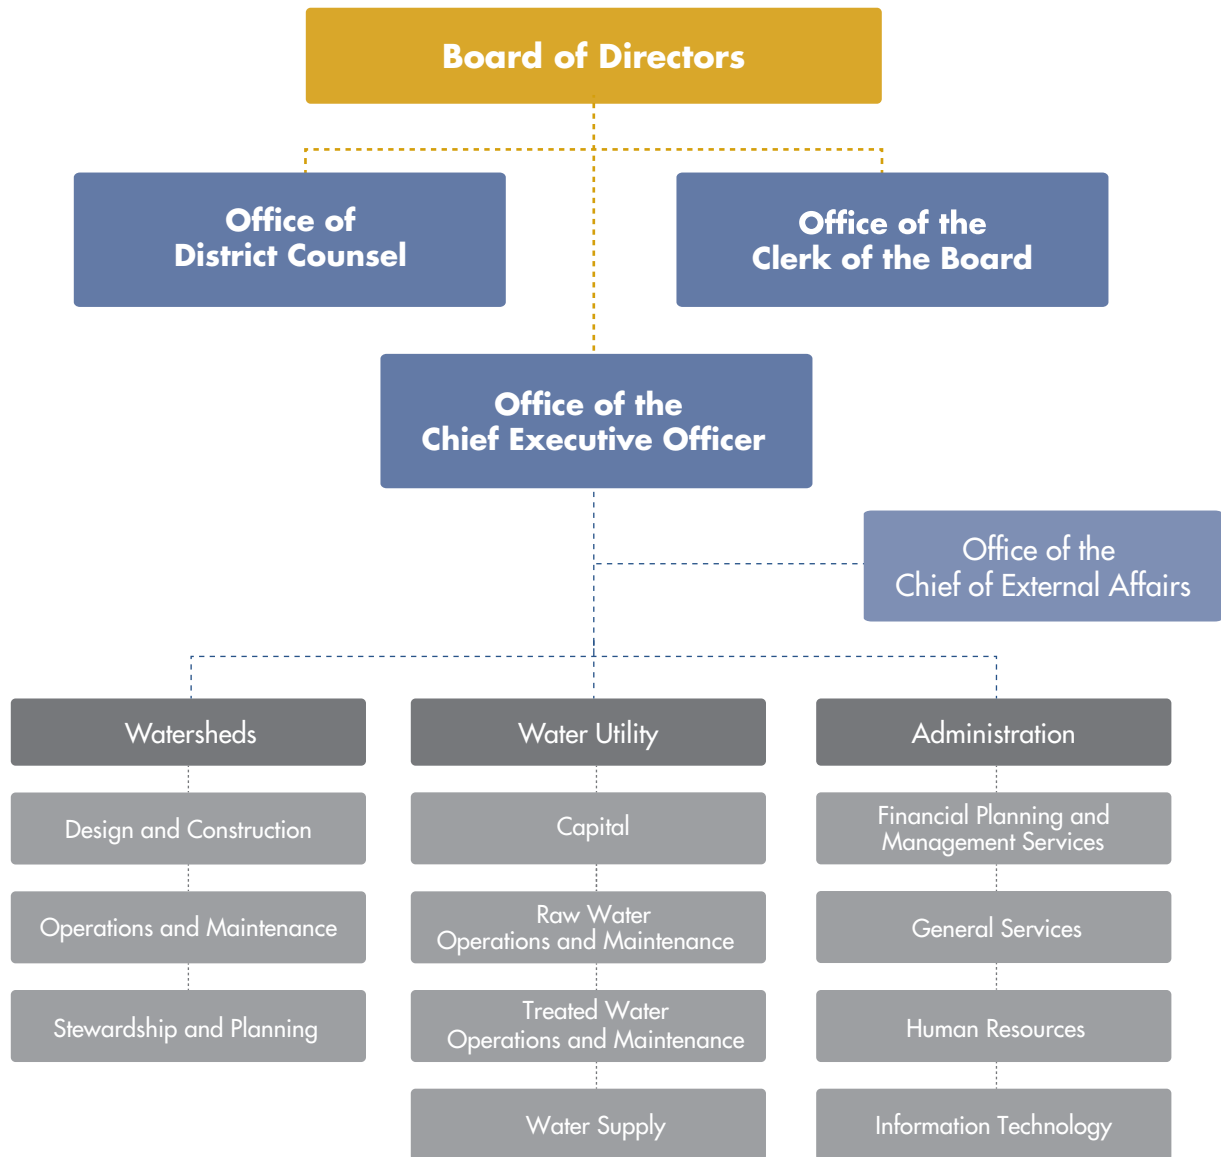 Board of Directors
Office of
District Counsel
Office of the
Clerk of the Board
Office of the
Chief Executive Officer
Office of the
Chief of External Affairs
Watersheds
Design and Construction
Operations and Maintenance
Stewardship and Planning
Water Utility
Capital
Raw Water
Operations and Maintenance
Treated Water
Operations and Maintenance
Water Supply
Administration
Financial Planning and
Management Services
General Services
Human Resources
Information Technology